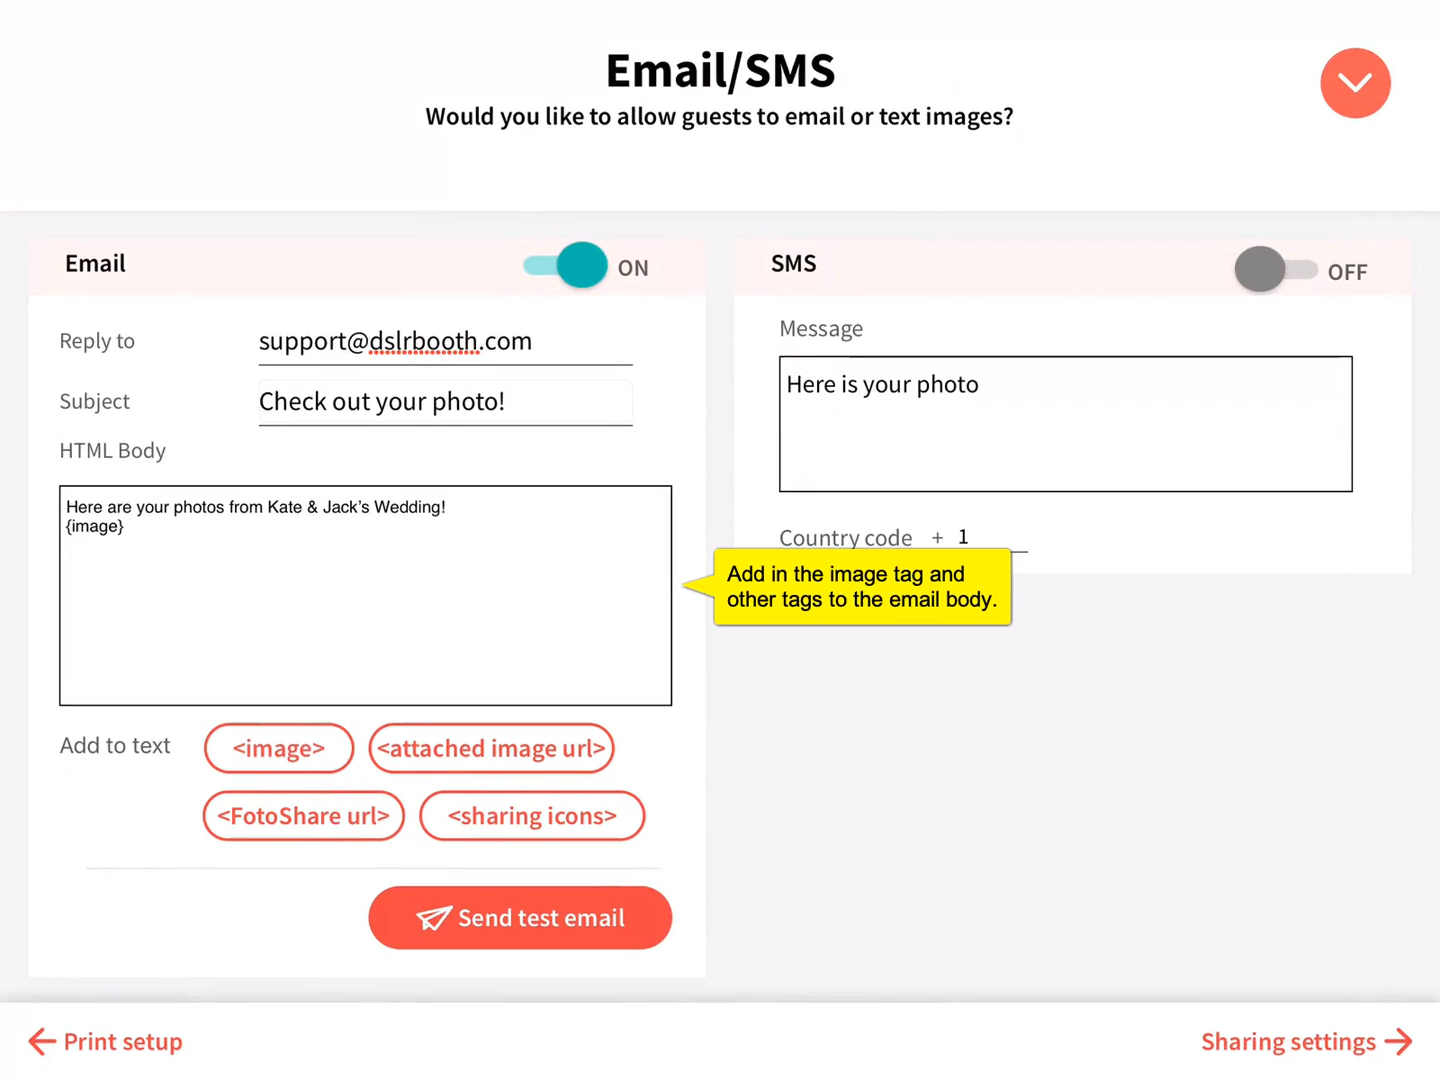 Email/SMS
Would you like to allow guests to email or text images?
Email
ON
Reply to
support@dslrbooth.com
Subject
Check out your photo!
HTML Body
Here are your photos from Kate & Jack’s Wedding!
{image}
Add to text
<image>
<attached image url>
<FotoShare url>
<sharing icons>
Send test email
SMS
OFF
Message
Here is your photo
Country code + 1
Add in the image tag and
other tags to the email body.
Print setup
Sharing settings